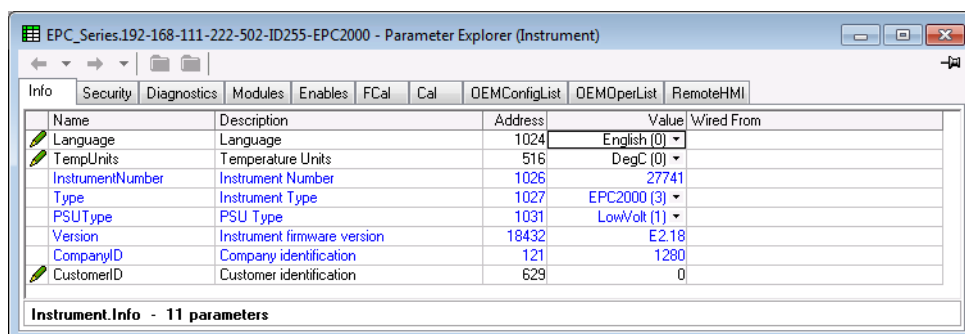 EPC_Series.192-168-111-222-502-ID255-EPC2000 - Parameter Explorer (Instrument)
Info Security Diagnostics Modules Enables FCal Cal OEMConfigList OEMOperList RemoteHMI
Name Description Address Value Wired From
Language Language 1024 English (0)
TempUnits Temperature Units 516 DegC (0)
InstrumentNumber Instrument Number 1026 27741
Type Instrument Type 1027 EPC2000 (3)
PSUType PSU Type 1031 LowVolt (1)
Version Instrument firmware version 18432 E2.18
CompanyID Company identification 121 1280
CustomerID Customer identification 629 0
Instrument.Info - 11 parameters